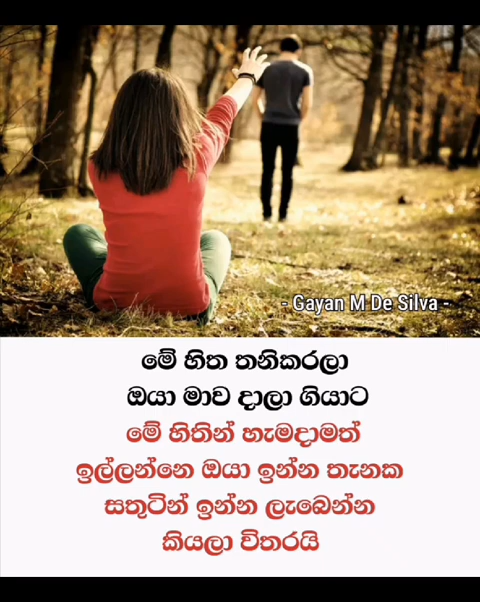 - Gayan M De Silva -
මේ හිත තනිකරලා
ඔයා මාව දාලා ගියාට
මේ හිතින් හැමදාමත්
ඉල්ලන්නෙ ඔයා ඉන්න තැනක
සතුටින් ඉන්න ලැබෙන්න
කියලා විතරයි